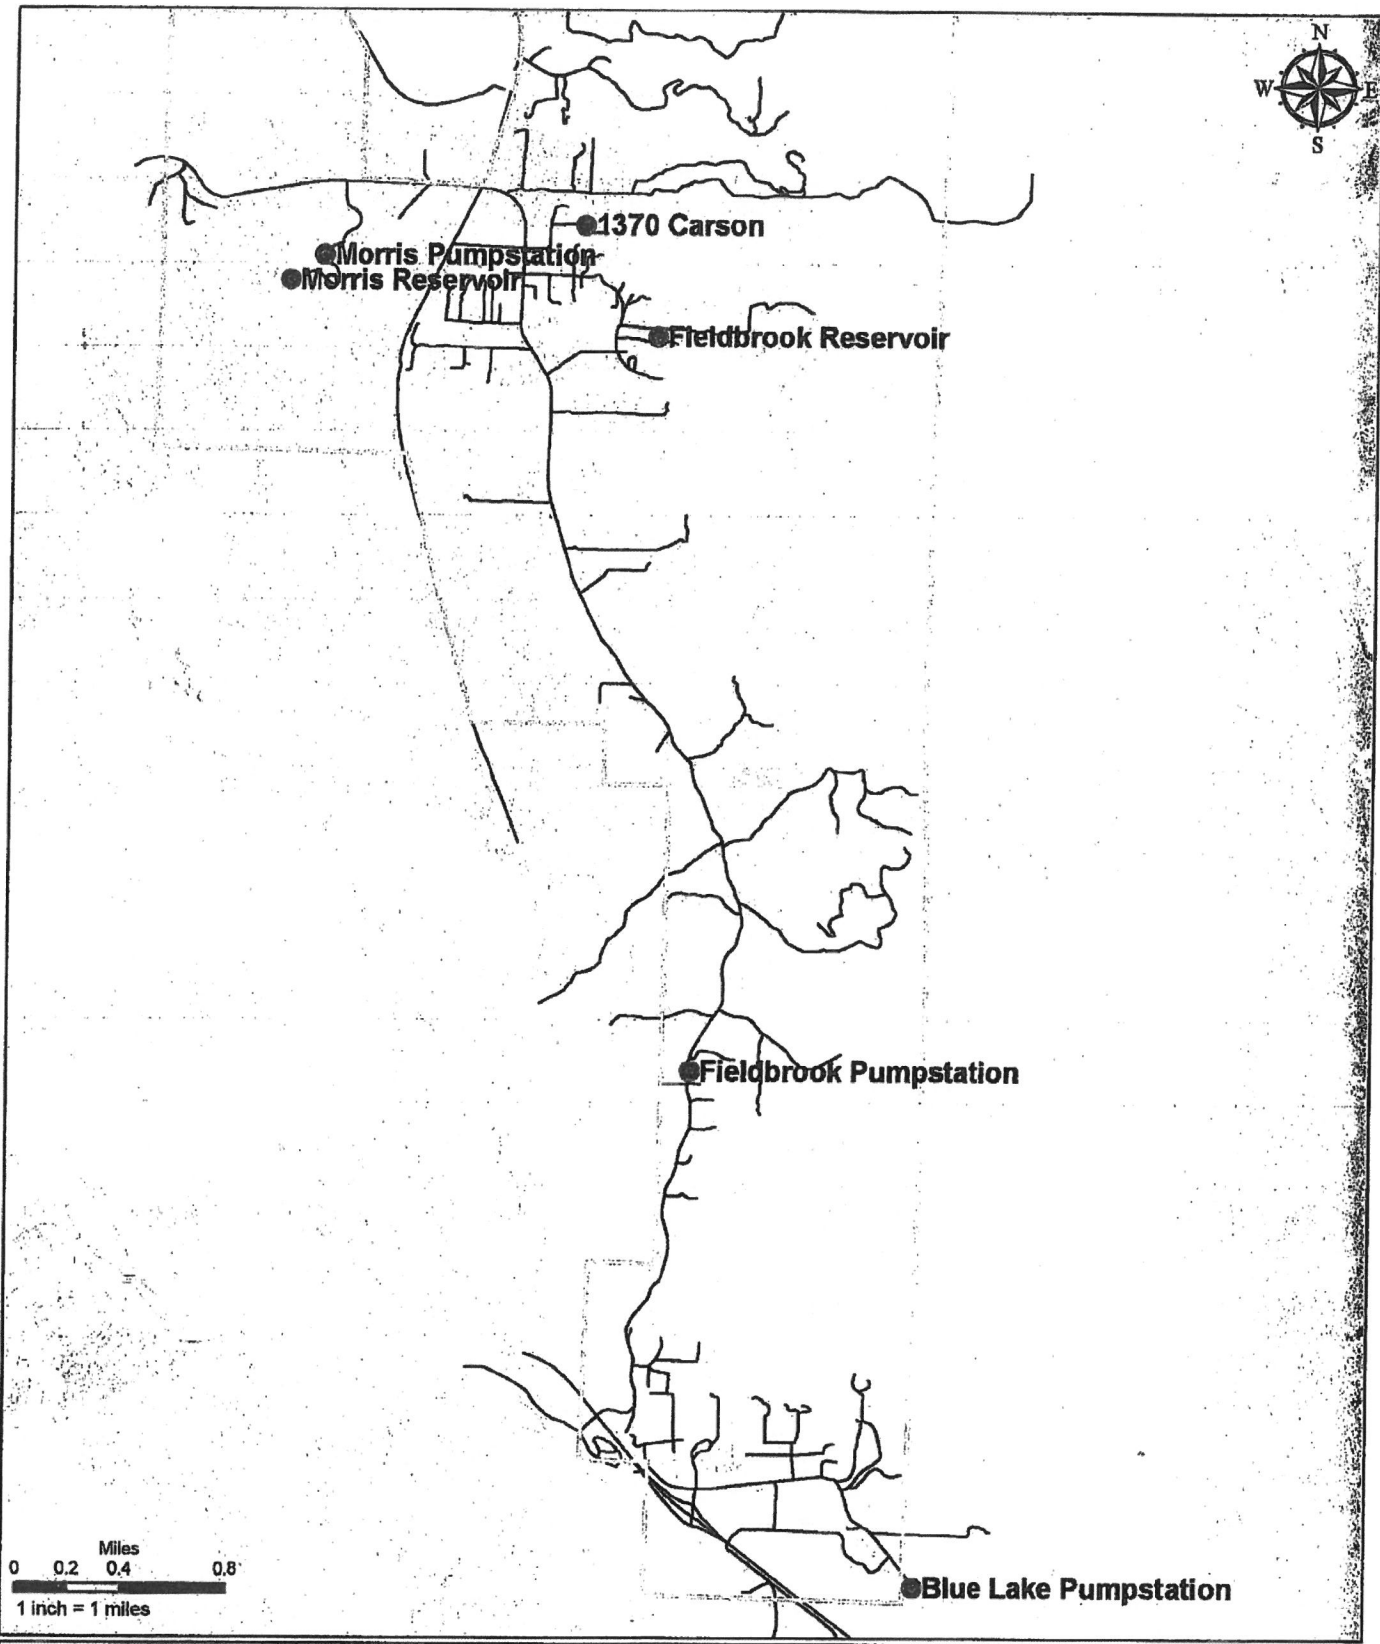 N
W E
S
1370 Carson
Morris Pumpstation
Morris Reservoir
Fieldbrook Reservoir
Fieldbrook Pumpstation
Miles
0 0.2 0.4 0.8
1 inch = 1 miles
Blue Lake Pumpstation